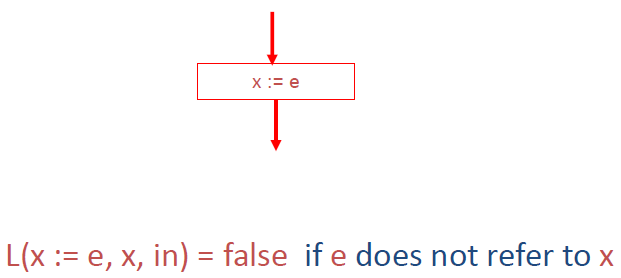 x := e
L(x := e, x, in) = false if e does not refer to x